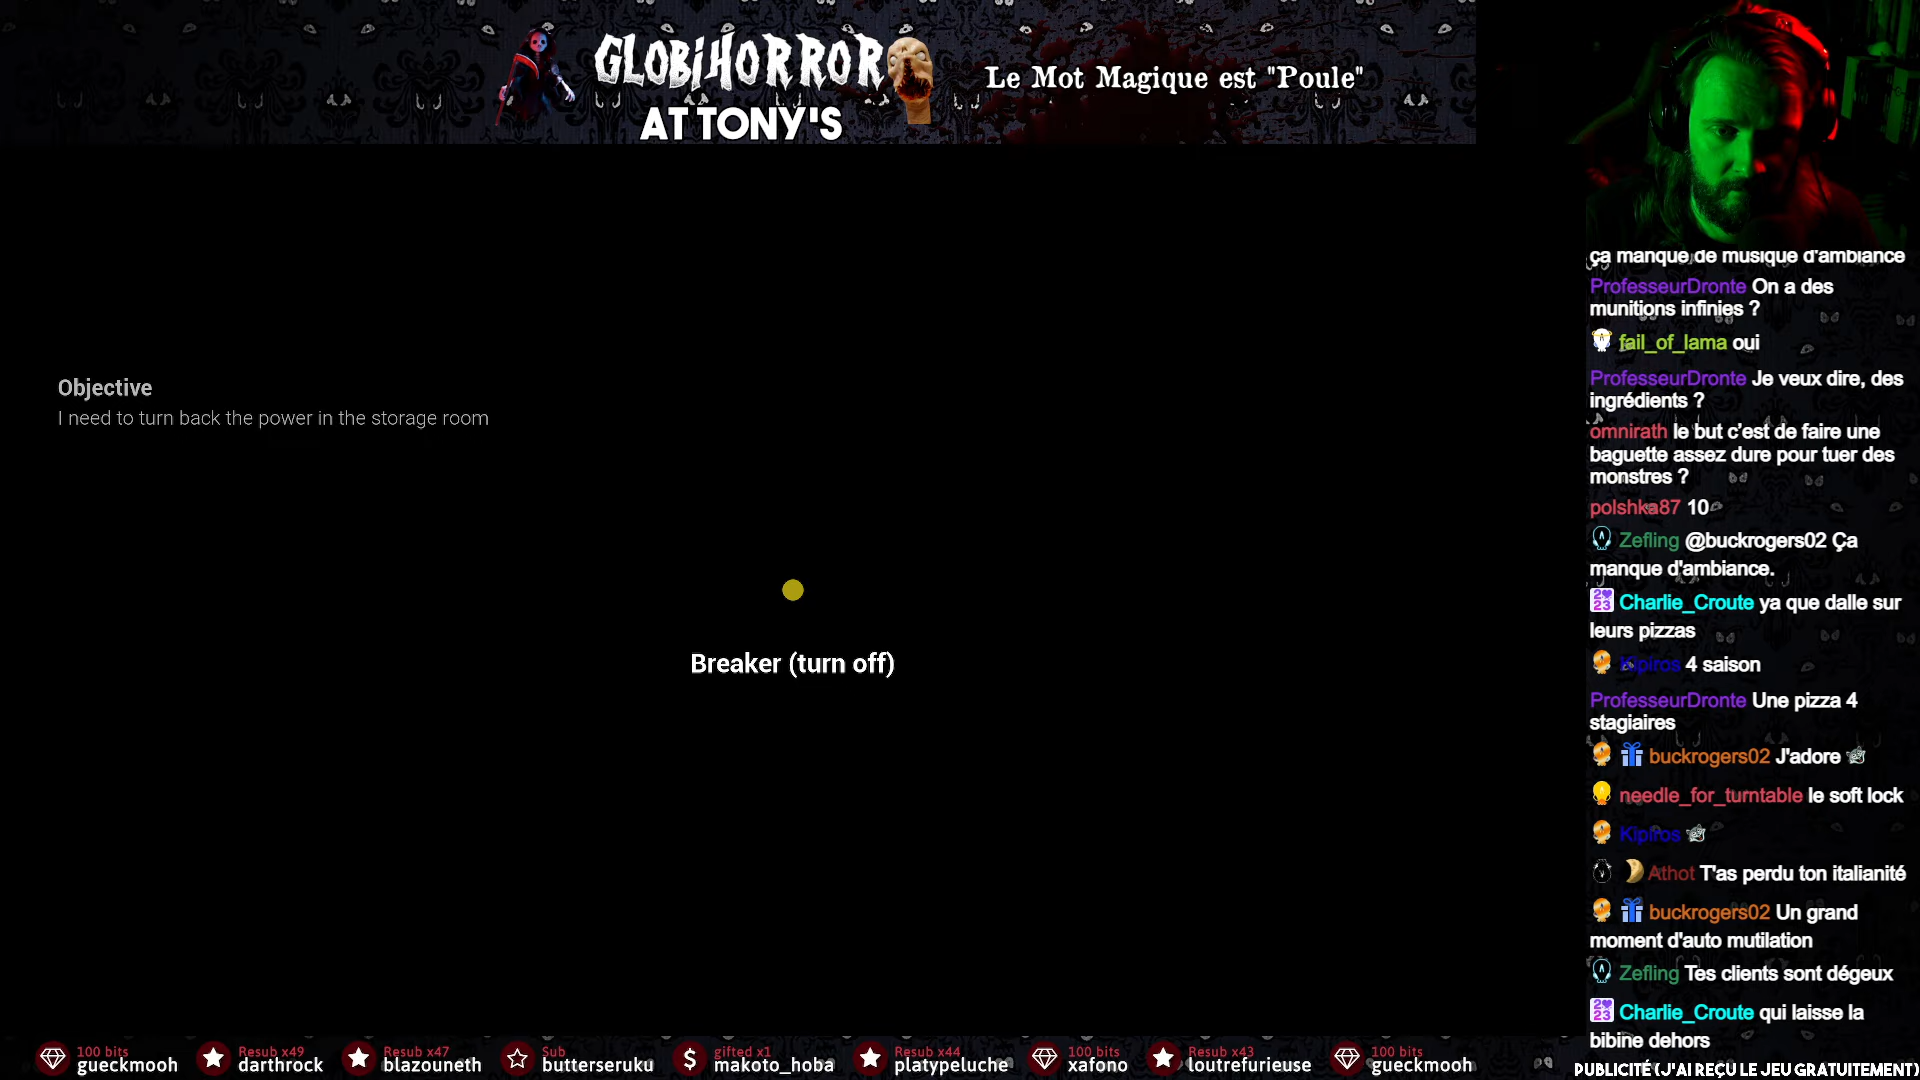 GLOBIHORROR
AT TONY'S
Le Mot Magique est "Poule"
Objective
I need to turn back the power in the storage room
Breaker (turn off)
ça manque de musique d'ambiance
ProfesseurDronte On a des
munitions infinies ?
fail_of_lama oui
ProfesseurDronte Je veux dire, des
ingrédients ?
omnirath le but c'est de faire une
baguette assez dure pour tuer des
monstres ?
polshka87 10
Zefling @buckrogers02 Ça
manque d'ambiance.
Charlie_Croute ya que dalle sur
leurs pizzas
Kipiros 4 saison
ProfesseurDronte Une pizza 4
stagiaires
buckrogers02 J'adore
needle_for_turntable le soft lock
Kipiros
Athot T'as perdu ton italianité
buckrogers02 Un grand
moment d'auto mutilation
Zefling Tes clients sont dégeux
Charlie_Croute qui laisse la
bibine dehors
100 bits
gueckmooh
Resub x49
darthrock
Resub x47
blazouneth
Sub
butterseruku
gifted x1
makoto_hoba
Resub x44
platypeluche
100 bits
xafono
Resub x43
loutrefurieuse
100 bits
gueckmooh
PUBLICITÉ (J'AI REÇU LE JEU GRATUITEMENT)